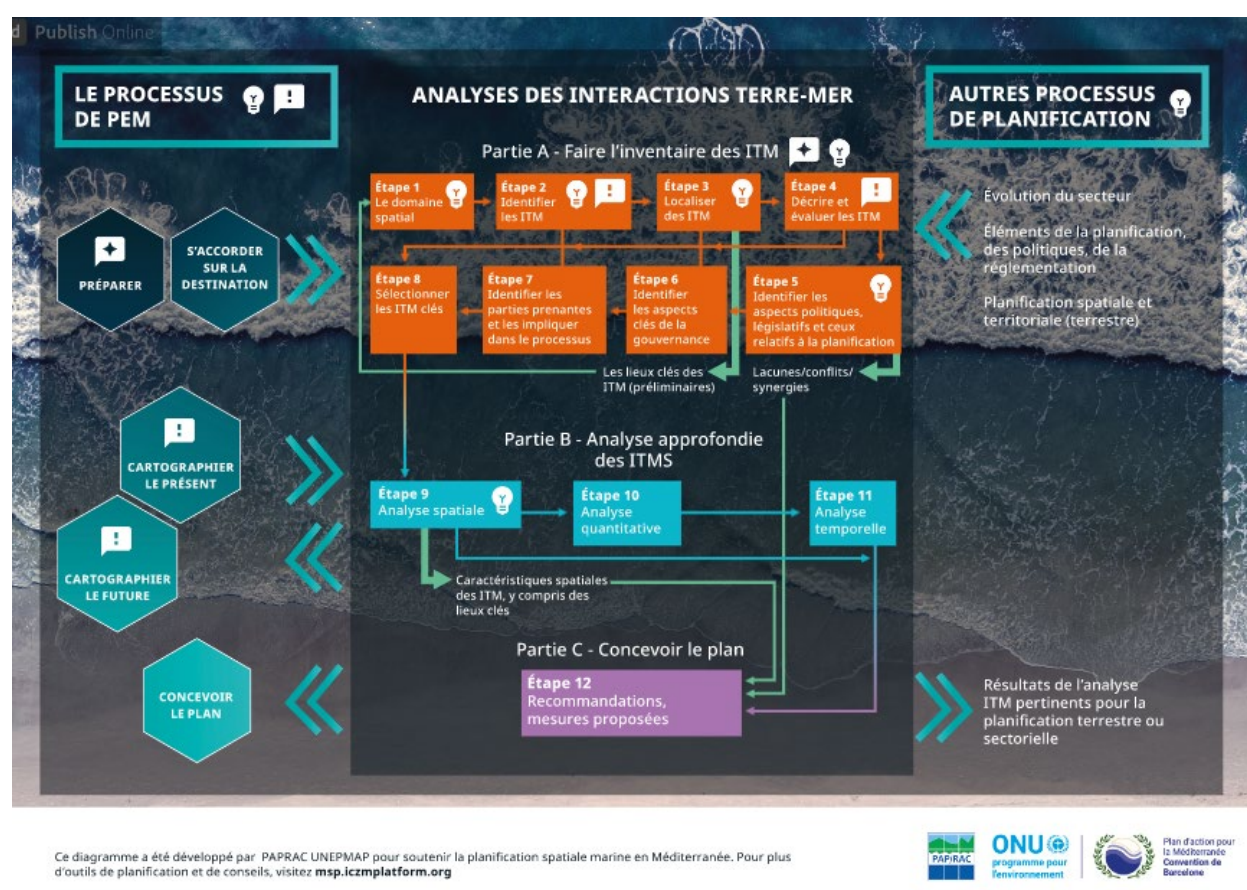 d Publish Online
LE PROCESSUS
DE PEM
ANALYSES DES INTERACTIONS TERRE-MER
AUTRES PROCESSUS
DE PLANIFICATION
Partie A - Faire l'inventaire des ITM
Étape 1
Le domaine
spatial
Étape 2
Identifier
les ITM
Étape 3
Localiser
des ITM
Étape 4
Décrire et
évaluer les ITM
Étape 8
Sélectionner
les ITM clés
Étape 7
Identifier les
parties prenantes
et les impliquer
dans le processus
Étape 6
Identifier
les aspects
clés de la
gouvernance
Étape 5
Identifier les
aspects politiques,
législatifs et ceux
relatifs à la planification
Les lieux clés des
ITM (préliminaires)
Lacunes/conflits/
synergies
PRÉPARER
S'ACCORDER
SUR LA
DESTINATION
Évolution du secteur
Éléments de la planification,
des politiques, de la
réglementation
Planification spatiale et
territoriale (terrestre)
CARTOGRAPHIER
LE PRÉSENT
CARTOGRAPHIER
LE FUTURE
Partie B - Analyse approfondie
des ITMS
Étape 9
Analyse spatiale
Étape 10
Analyse
quantitative
Étape 11
Analyse
temporelle
Caractéristiques spatiales
des ITM, y compris des
lieux clés
Partie C - Concevoir le plan
Étape 12
Recommandations,
mesures proposées
CONCEVOIR
LE PLAN
Résultats de l'analyse
ITM pertinents pour la
planification terrestre ou
sectorielle
Ce diagramme a été développé par PAPRAC UNEPMAP pour soutenir la planification spatiale marine en Méditerranée. Pour plus
d'outils de planification et de conseils, visitez msp.iczmplatform.org
PAP/RAC
ONU
programme pour
l'environnement
Plan d'action pour
la Méditerranée
Convention de
Barcelone